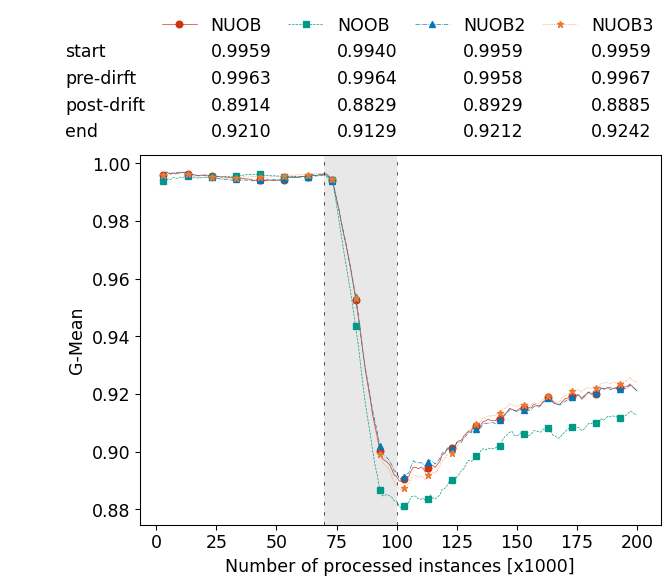 NUOB NOOB NUOB2 NUOB3
start 0.9959 0.9940 0.9959 0.9959
pre-dirft 0.9963 0.9964 0.9958 0.9967
post-drift 0.8914 0.8829 0.8929 0.8885
end 0.9210 0.9129 0.9212 0.9242
1.00
0.98
0.96
0.94
0.92
0.90
0.88
G-Mean
0 25 50 75 100 125 150 175 200
Number of processed instances [x1000]